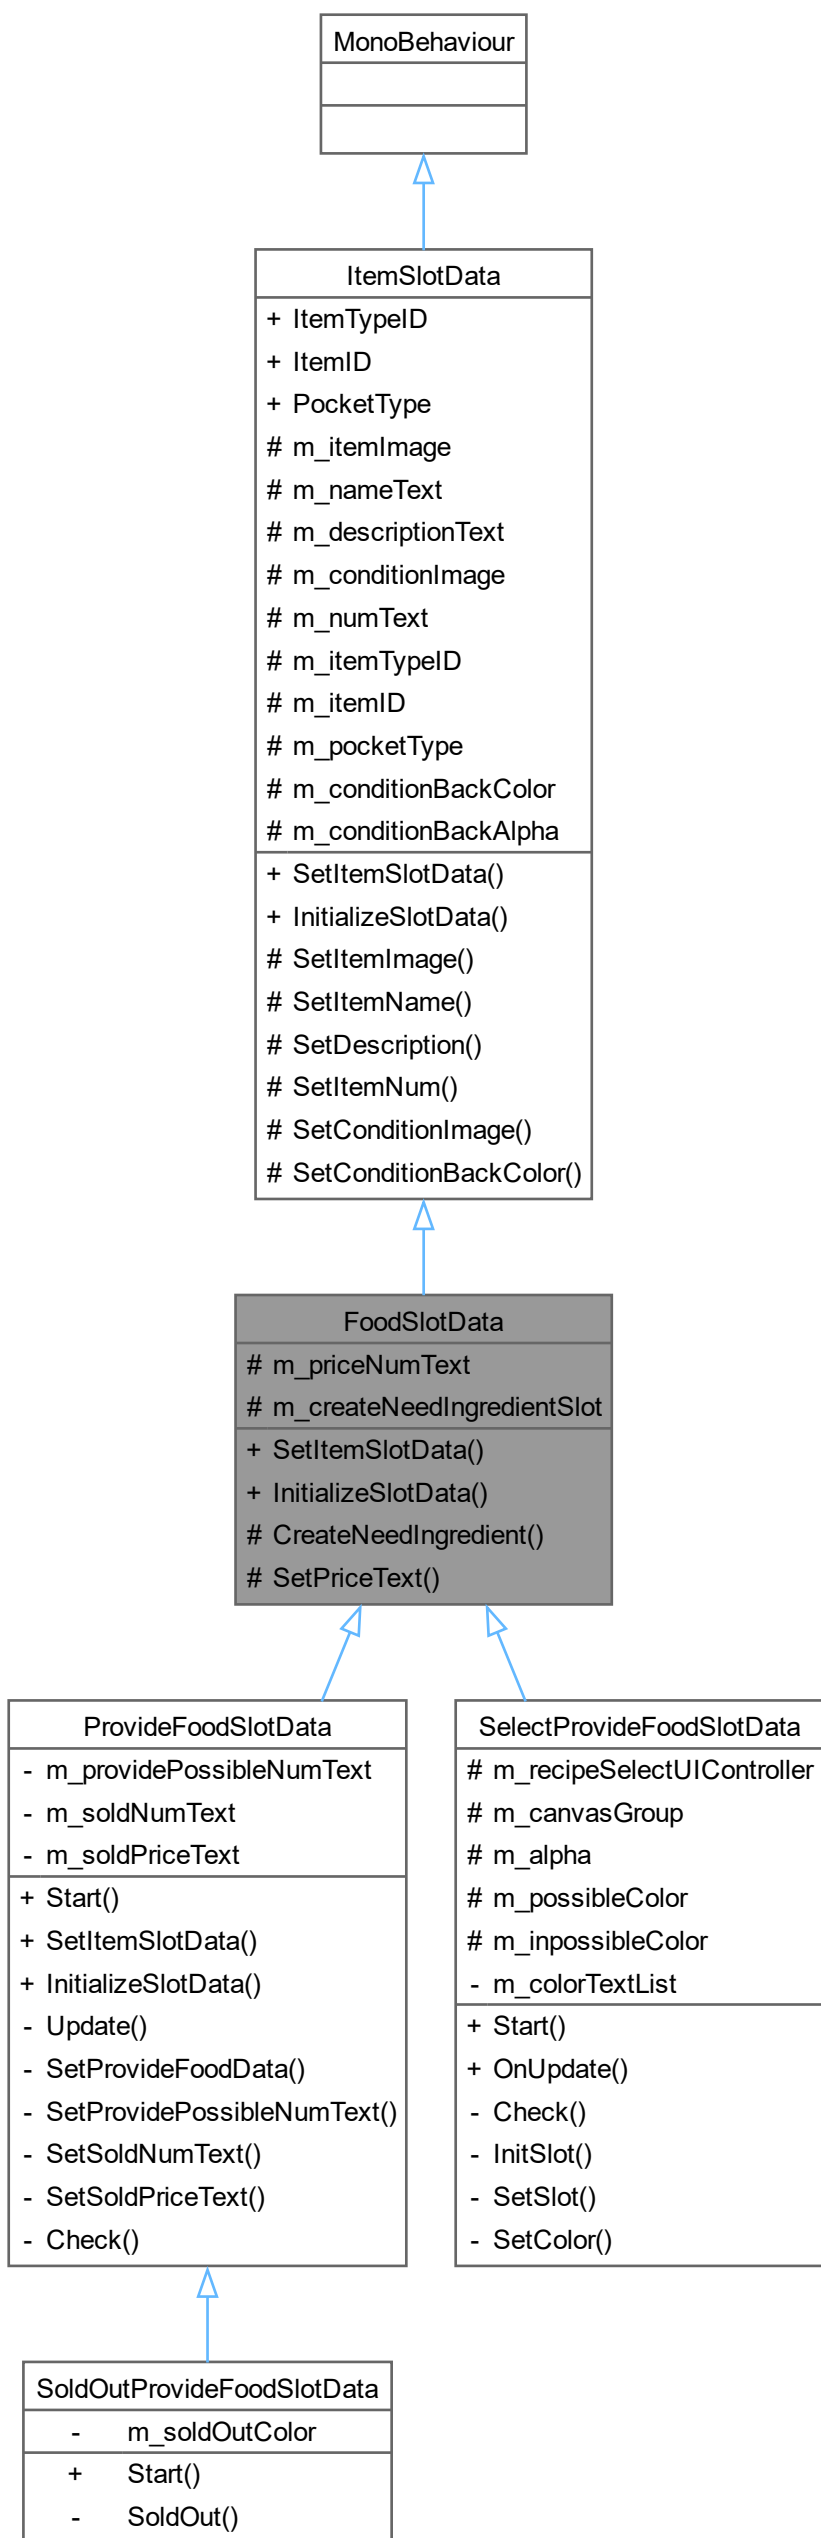 MonoBehaviour
ItemSlotData
+ ItemTypeID
+ ItemID
+ PocketType
# m_itemImage
# m_nameText
# m_descriptionText
# m_conditionImage
# m_numText
# m_itemTypeID
# m_itemID
# m_pocketType
# m_conditionBackColor
# m_conditionBackAlpha
+ SetItemSlotData()
+ InitializeSlotData()
# SetItemImage()
# SetItemName()
# SetDescription()
# SetItemNum()
# SetConditionImage()
# SetConditionBackColor()
FoodSlotData
# m_priceNumText
# m_createNeedIngredientSlot
+ SetItemSlotData()
+ InitializeSlotData()
# CreateNeedIngredient()
# SetPriceText()
ProvideFoodSlotData
- m_providePossibleNumText
- m_soldNumText
- m_soldPriceText
+ Start()
+ SetItemSlotData()
+ InitializeSlotData()
- Update()
- SetProvideFoodData()
- SetProvidePossibleNumText()
- SetSoldNumText()
- SetSoldPriceText()
- Check()
SelectProvideFoodSlotData
# m_recipeSelectUIController
# m_canvasGroup
# m_alpha
# m_possibleColor
# m_inpossibleColor
- m_colorTextList
+ Start()
+ OnUpdate()
- Check()
- InitSlot()
- SetSlot()
- SetColor()
SoldOutProvideFoodSlotData
- m_soldOutColor
+ Start()
- SoldOut()